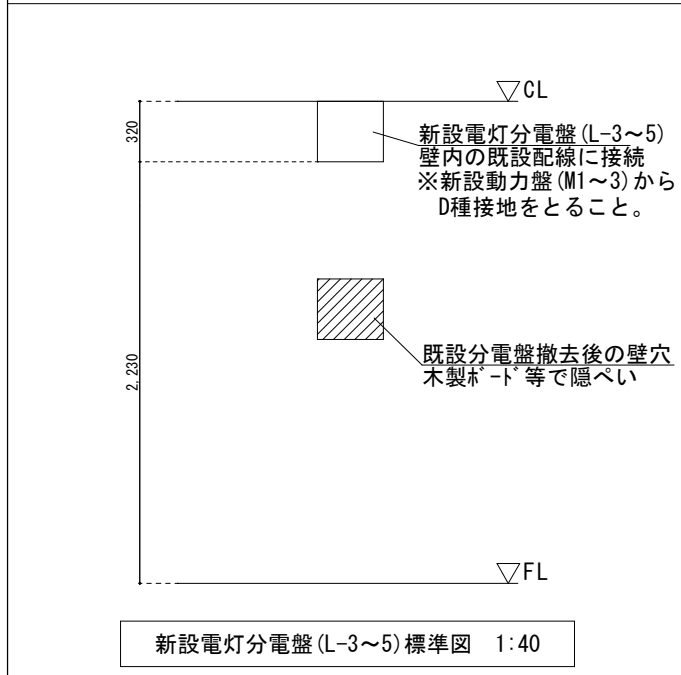 CL
320
新設電灯分電盤(L-3～5)
壁内の既設配線に接続
※新設動力盤(M1～3)から
D種接地をとること。
既設分電盤撤去後の壁穴
木製ﾎﾞｰﾄﾞ等で隠ぺい
2,230
FL
新設電灯分電盤(L-3～5)標準図 1:40